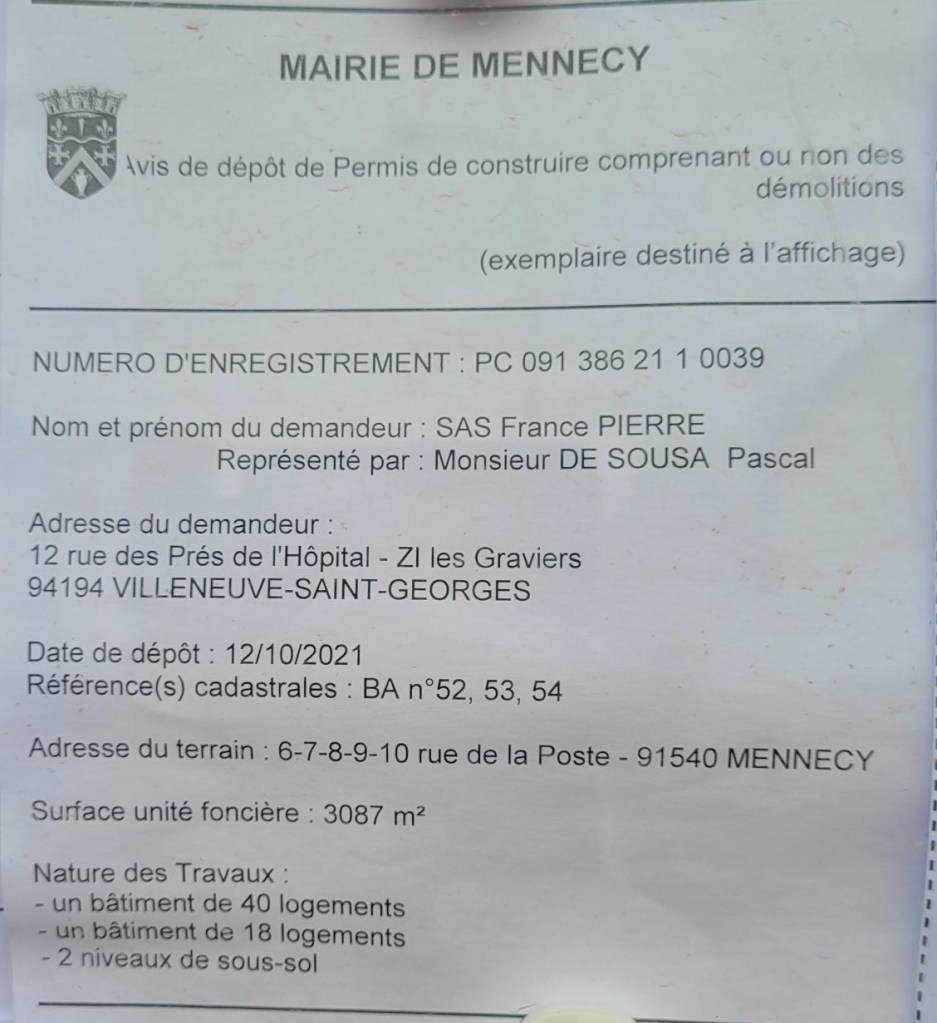 MAIRIE DE MENNECY
Avis de dépôt de Permis de construire comprenant ou non des
démolitions
(exemplaire destiné à l'affichage)
NUMERO D'ENREGISTREMENT : PC 091 386 21 1 0039
Nom et prénom du demandeur : SAS France PIERRE
Représenté par : Monsieur DE SOUSA Pascal
Adresse du demandeur :
12 rue des Prés de l'Hôpital - ZI les Graviers
94194 VILLENEUVE-SAINT-GEORGES
Date de dépôt : 12/10/2021
Référence(s) cadastrales : BA n°52, 53, 54
Adresse du terrain : 6-7-8-9-10 rue de la Poste - 91540 MENNECY
Surface unité foncière : 3087 m²
Nature des Travaux :
- un bâtiment de 40 logements
- un bâtiment de 18 logements
- 2 niveaux de sous-sol